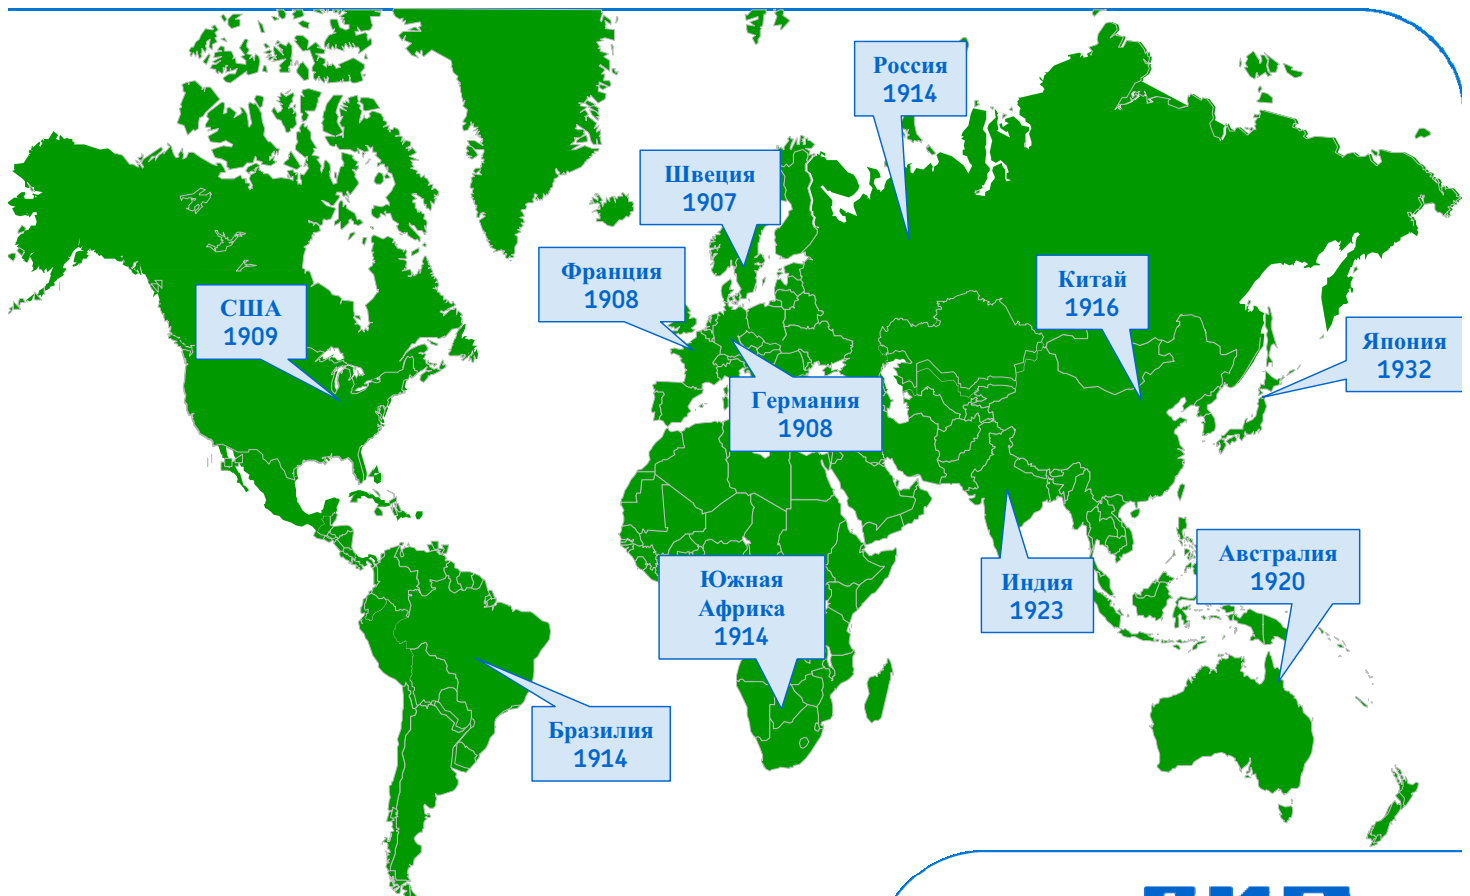 Россия
1914
Швеция
1907
Франция
1908
США
1909
Китай
1916
Япония
1932
Германия
1908
Австралия
1920
Южная
Африка
1914
Индия
1923
Бразилия
1914